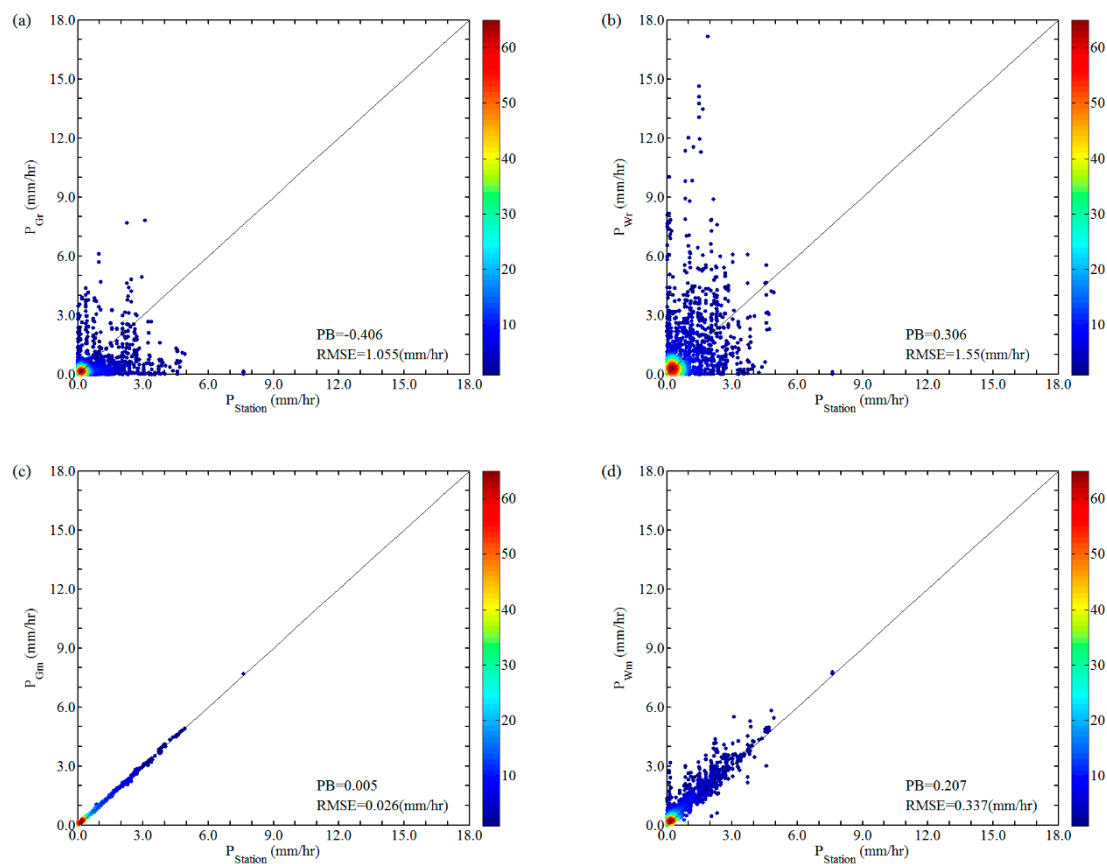 (a)
18.0
15.0
12.0
9.0
6.0
3.0
0.0
P_Gr (mm/hr)
PB=-0.406
RMSE=1.055(mm/hr)
0.0 3.0 6.0 9.0 12.0 15.0 18.0
P_Station (mm/hr)
60
50
40
30
20
10
(b)
18.0
15.0
12.0
9.0
6.0
3.0
0.0
P_Wr (mm/hr)
PB=0.306
RMSE=1.55(mm/hr)
0.0 3.0 6.0 9.0 12.0 15.0 18.0
P_Station (mm/hr)
60
50
40
30
20
10
(c)
18.0
15.0
12.0
9.0
6.0
3.0
0.0
P_Gm (mm/hr)
PB=0.005
RMSE=0.026(mm/hr)
0.0 3.0 6.0 9.0 12.0 15.0 18.0
P_Station (mm/hr)
60
50
40
30
20
10
(d)
18.0
15.0
12.0
9.0
6.0
3.0
0.0
P_Wm (mm/hr)
PB=0.207
RMSE=0.337(mm/hr)
0.0 3.0 6.0 9.0 12.0 15.0 18.0
P_Station (mm/hr)
60
50
40
30
20
10